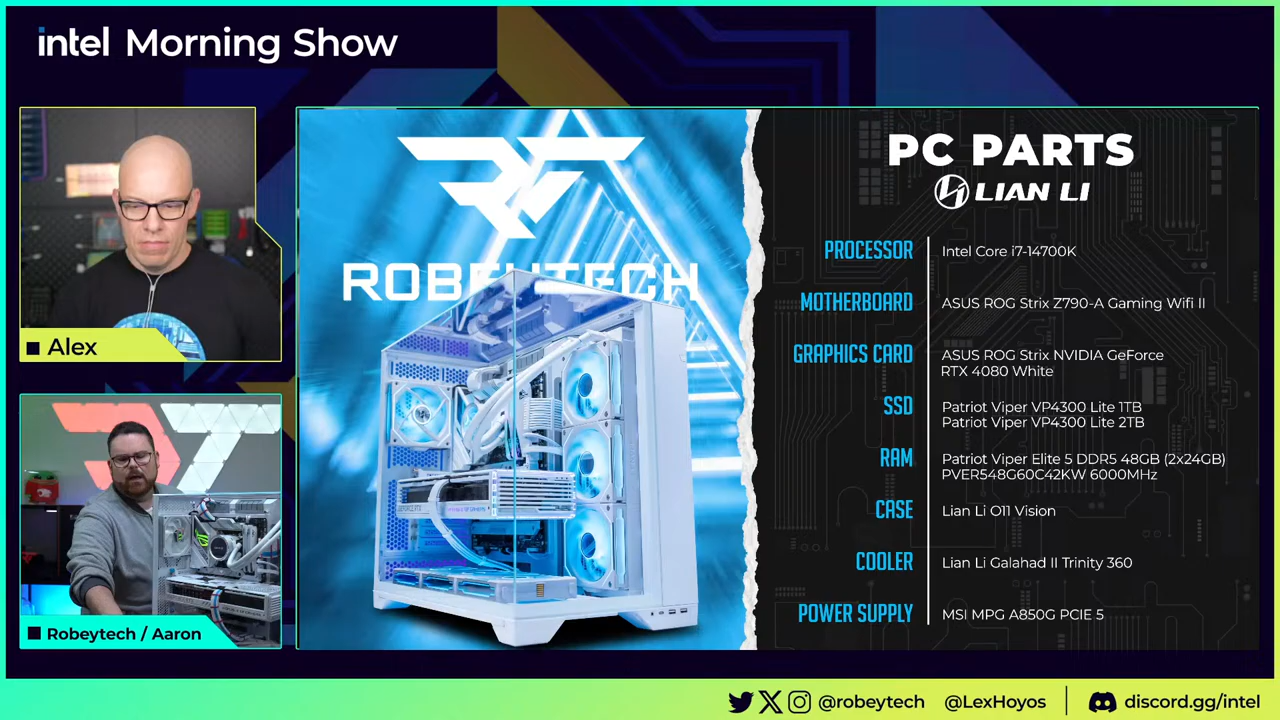 intel Morning Show
Alex
Robeytech / Aaron
ROBEYTECH
PC PARTS
LIAN LI
PROCESSOR
Intel Core i7-14700K
MOTHERBOARD
ASUS ROG Strix Z790-A Gaming Wifi II
GRAPHICS CARD
ASUS ROG Strix NVIDIA GeForce
RTX 4080 White
SSD
Patriot Viper VP4300 Lite 1TB
Patriot Viper VP4300 Lite 2TB
RAM
Patriot Viper Elite 5 DDR5 48GB (2x24GB)
PVER548G60C42KW 6000MHz
CASE
Lian Li O11 Vision
COOLER
Lian Li Galahad II Trinity 360
POWER SUPPLY
MSI MPG A850G PCIE 5
@robeytech @LexHoyos discord.gg/intel